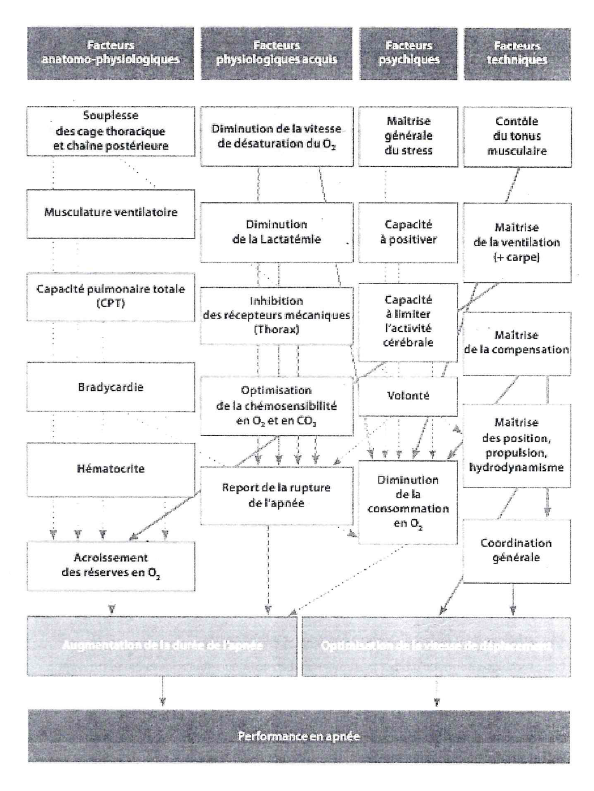 Facteurs
anatomo-physiologiques
Facteurs
physiologiques acquis
Facteurs
psychiques
Facteurs
techniques
Souplesse
des cage thoracique
et chaîne postérieure
Musculature ventilatoire
Capacité pulmonaire totale
(CPT)
Bradycardie
Hématocrite
Acroissement
des réserves en O₂
Diminution de la vitesse
de désaturation du O₂
Diminution
de la Lactatémie
Inhibition
des récepteurs mécaniques
(Thorax)
Optimisation
de la chémosensibilité
en O₂ et en CO₂
Report de la rupture
de l'apnée
Maîtrise
générale
du stress
Capacité
à positiver
Capacité
à limiter
l'activité
cérébrale
Volonté
Diminution
de la
consommation
en O₂
Contôle
du tonus
musculaire
Maîtrise
de la ventilation
(+ carpe)
Maîtrise
de la compensation
Maîtrise
des position,
propulsion,
hydrodynamisme
Coordination
générale
Augmentation de la durée de l'apnée
Optimisation de la vitesse de déplacement
Performance en apnée